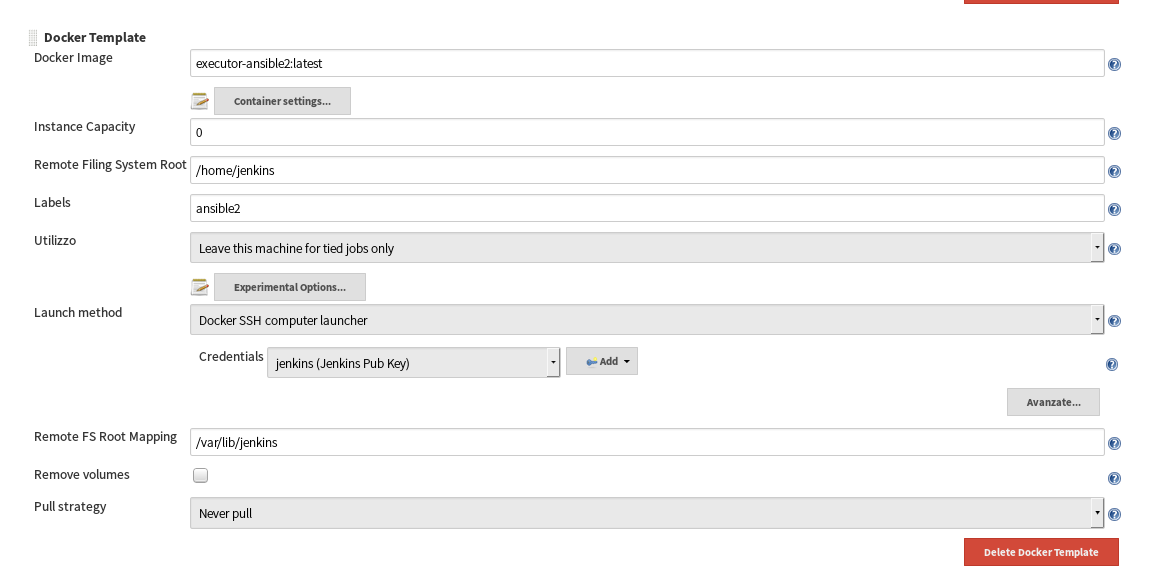 Docker Template
Docker Image
executor-ansible2:latest
Container settings...
Instance Capacity
0
Remote Filing System Root
/home/jenkins
Labels
ansible2
Utilizzo
Leave this machine for tied jobs only
Experimental Options...
Launch method
Docker SSH computer launcher
Credentials
jenkins (Jenkins Pub Key)
Add
Avanzate...
Remote FS Root Mapping
/var/lib/jenkins
Remove volumes
Pull strategy
Never pull
Delete Docker Template